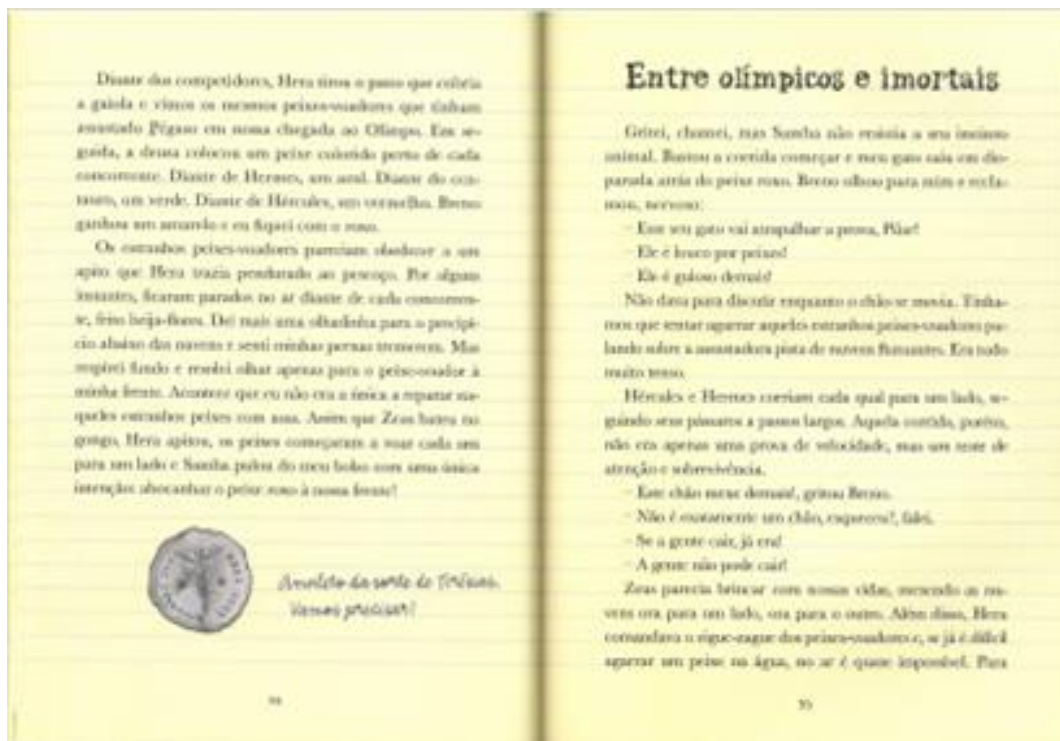 Diante dos competidores, Hera tirou o pano que cobria
a gaiola e vimos os mesmos peixes-voadores que tinham
assustado Pégaso em nossa chegada ao Olimpo. Em se-
guida, a deusa colocou um peixe colorido perto de cada
concorrente. Diante de Hermes, um azul. Diante do cen-
tauro, um verde. Diante de Hércules, um vermelho. Breno
ganhou um amarelo e eu fiquei com o roxo.
Os estranhos peixes-voadores pareciam obedecer a um
apito que Hera trazia pendurado ao pescoço. Por alguns
instantes, ficaram parados no ar diante de cada concorren-
te, feito beija-flores. Dei mais uma olhadinha para o precipí-
cio abaixo das nuvens e senti minhas pernas tremerem. Mas
respirei fundo e resolvi olhar apenas para o peixe-voador à
minha frente. Acontece que eu não era a única a reparar na-
queles estranhos peixes com asas. Assim que Zeus bateu no
gongo, Hera apitou, os peixes começaram a voar cada um
para um lado e Samba pulou do meu bolso com uma única
intenção: abocanhar o peixe roxo à nossa frente!
Amuleto da sorte de Tirésias.
Vamos precisar!
Entre olímpicos e imortais
Gritei, chamei, mas Samba não resistia a seu instinto
animal. Bastou a corrida começar e meu gato saiu em dis-
parada atrás do peixe roxo. Breno olhou para mim e recla-
mou, nervoso:
– Esse seu gato vai atrapalhar a prova, Pilar!
– Ele é louco por peixes!
– Ele é guloso demais!
Não dava para discutir enquanto o chão se movia. Tínha-
mos que tentar agarrar aqueles estranhos peixes-voadores pu-
lando sobre a assustadora pista de nuvens flutuantes. Era tudo
muito tenso.
Hércules e Hermes corriam cada qual para um lado, se-
guindo seus pássaros a passos largos. Aquela corrida, porém,
não era apenas uma prova de velocidade, mas um teste de
atenção e sobrevivência.
– Este chão mexe demais!, gritou Breno.
– Não é exatamente um chão, esqueceu?, falei.
– Se a gente cair, já era!
– A gente não pode cair!
Zeus parecia brincar com nossas vidas, mexendo as nu-
vens ora para um lado, ora para o outro. Além disso, Hera
comandava o zigue-zague dos peixes-voadores e, se já é difícil
agarrar um peixe na água, no ar é quase impossível. Para
35